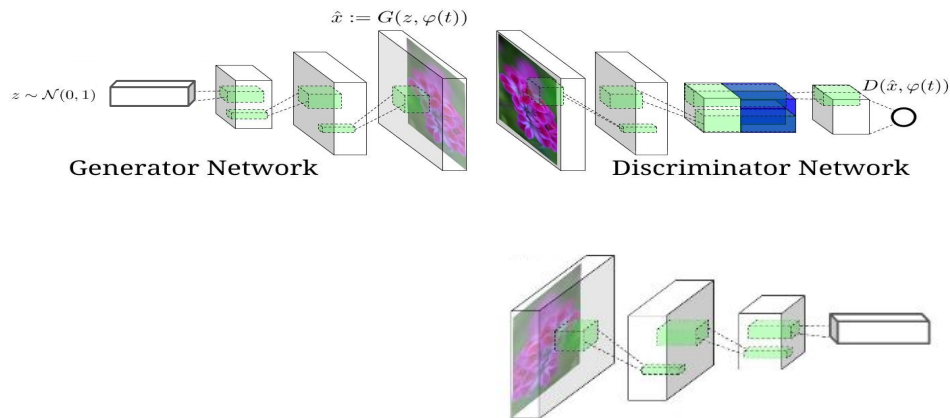 x̂ := G(z, φ(t))
z ∼ 𝒩(0, 1)
D(x̂, φ(t))
Generator Network
Discriminator Network